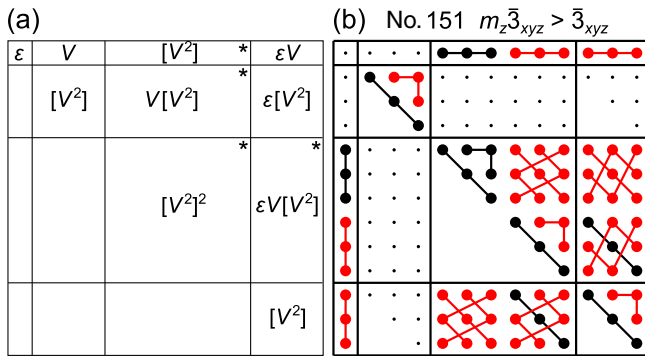 (a) (b) No. 151 m_z3̄_xyz > 3̄_xyz
ε V [V²] * εV
[V²] V[V²] * ε[V²]
[V²]² * εV[V²] *
[V²]